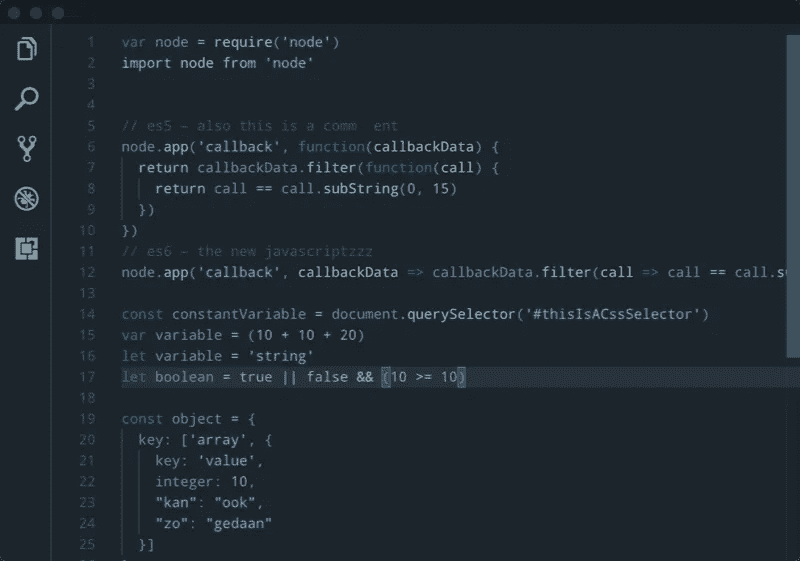 1 var node = require('node')
2 import node from 'node'
3
4
5 // es5 – also this is a comm  ent
6 node.app('callback', function(callbackData) {
7 return callbackData.filter(function(call) {
8 return call == call.subString(0, 15)
9 })
10 })
11 // es6 – the new javascriptzzz
12 node.app('callback', callbackData => callbackData.filter(call => call == call.su
13
14 const constantVariable = document.querySelector('#thisIsACssSelector')
15 var variable = (10 + 10 + 20)
16 let variable = 'string'
17 let boolean = true || false && (10 >= 10)
18
19 const object = {
20 key: ['array', {
21 key: 'value',
22 integer: 10,
23 "kan": "ook",
24 "zo": "gedaan"
25 }]